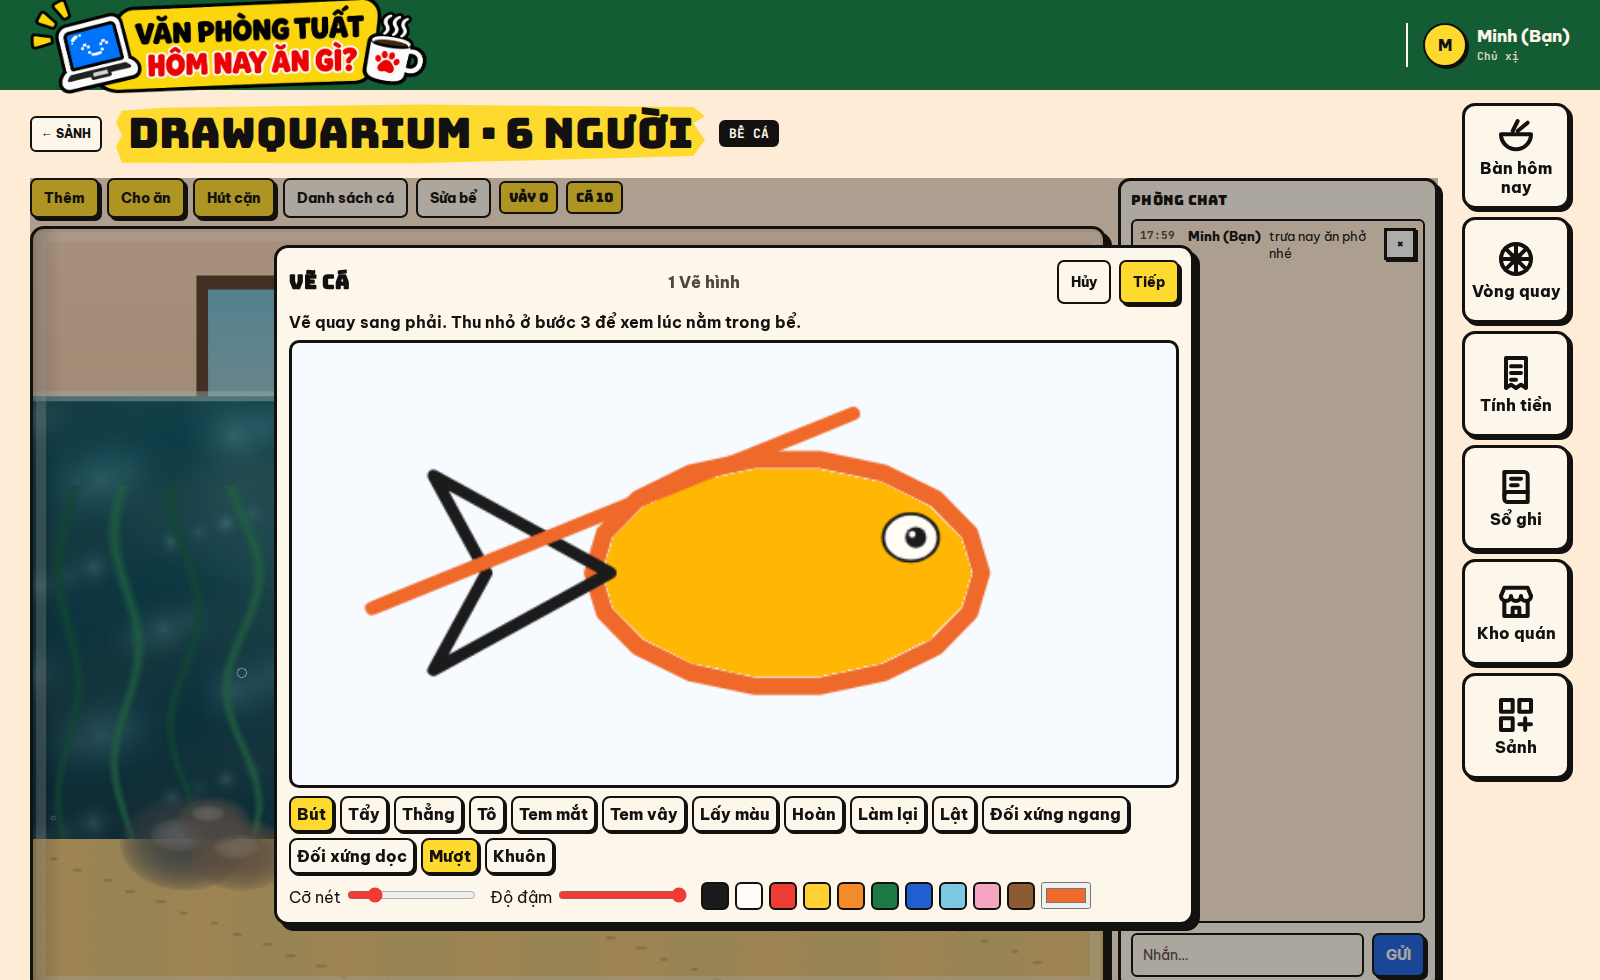 VĂN PHÒNG TUẤT
HÔM NAY ĂN GÌ?
M
Minh (Bạn)
Chủ xị
← SẢNH
DRAWQUARIUM · 6 NGƯỜI
BỂ CÁ
Thêm
Cho ăn
Hút cặn
Danh sách cá
Sửa bể
VẢY 0
CÁ 10
PHÒNG CHAT
17:59 Minh (Bạn) trưa nay ăn phở
nhé
×
VẼ CÁ
1 Vẽ hình
Hủy
Tiếp
Vẽ quay sang phải. Thu nhỏ ở bước 3 để xem lúc nằm trong bể.
Bút
Tẩy
Thẳng
Tô
Tem mắt
Tem vây
Lấy màu
Hoàn
Làm lại
Lật
Đối xứng ngang
Đối xứng dọc
Mượt
Khuôn
Cỡ nét
Độ đậm
Nhắn...
GỬI
Bàn hôm
nay
Vòng quay
Tính tiền
Sổ ghi
Kho quán
Sảnh